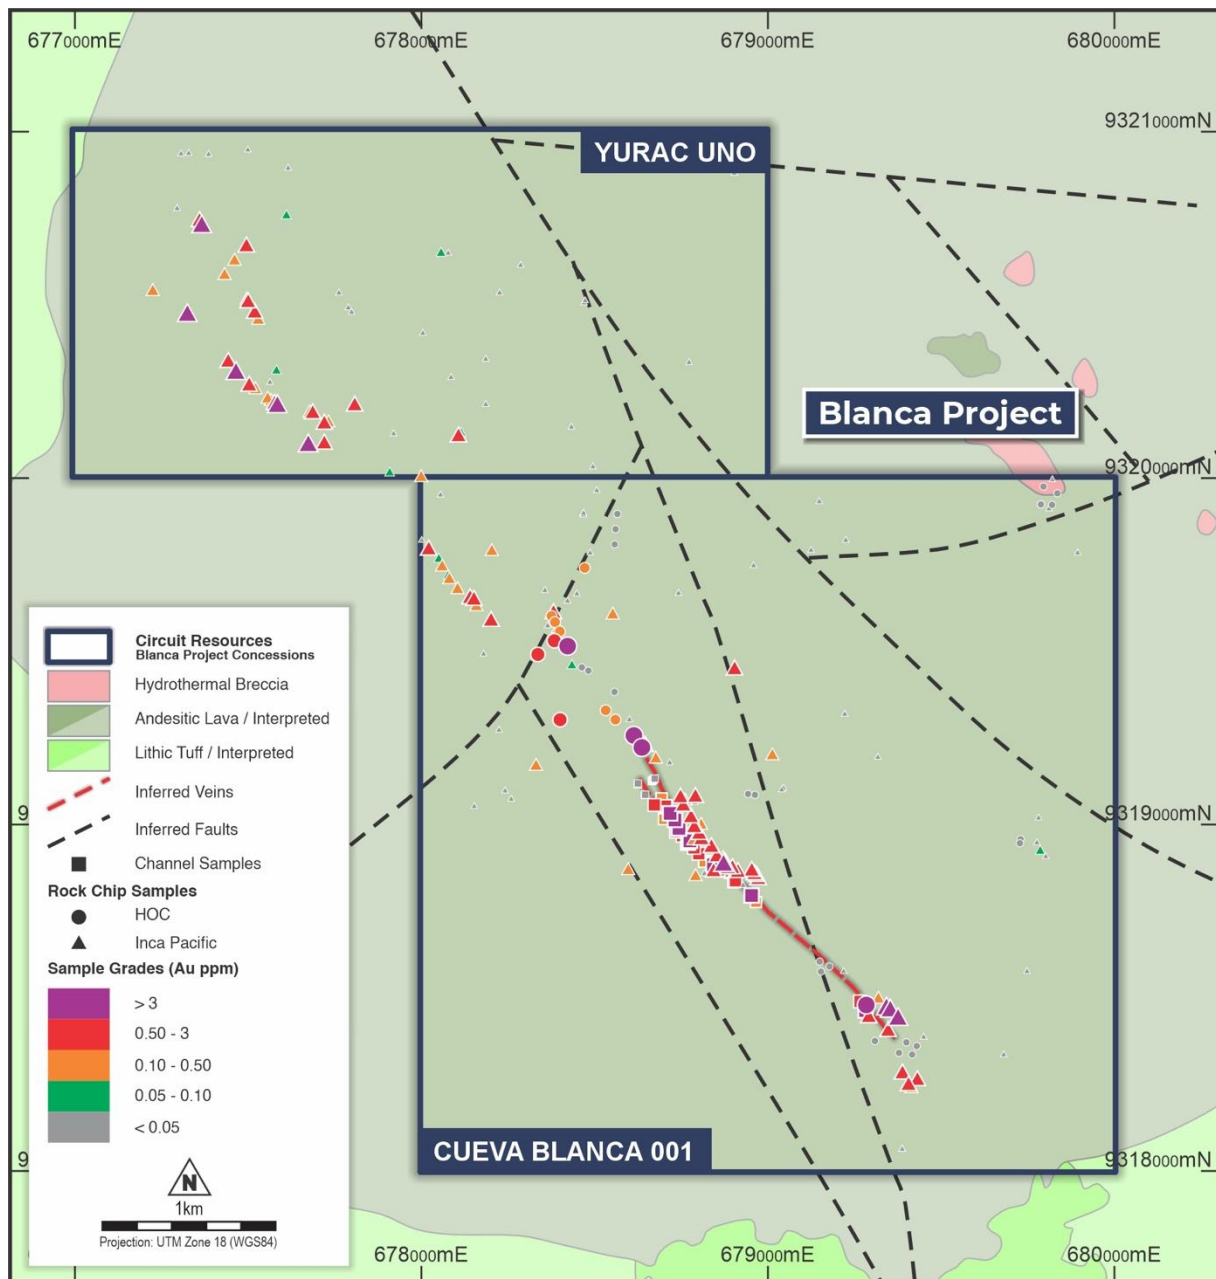 677000mE
678000mE
679000mE
680000mE
9321000mN
YURAC UNO
Blanca Project
9320000mN
Circuit Resources
Blanca Project Concessions
Hydrothermal Breccia
Andesitic Lava / Interpreted
Lithic Tuff / Interpreted
Inferred Veins
Inferred Faults
Channel Samples
Rock Chip Samples
HOC
Inca Pacific
Sample Grades (Au ppm)
> 3
0.50 - 3
0.10 - 0.50
0.05 - 0.10
< 0.05
N
1km
Projection: UTM Zone 18 (WGS84)
9319000mN
CUEVA BLANCA 001
9318000mN
678000mE
679000mE
680000mE